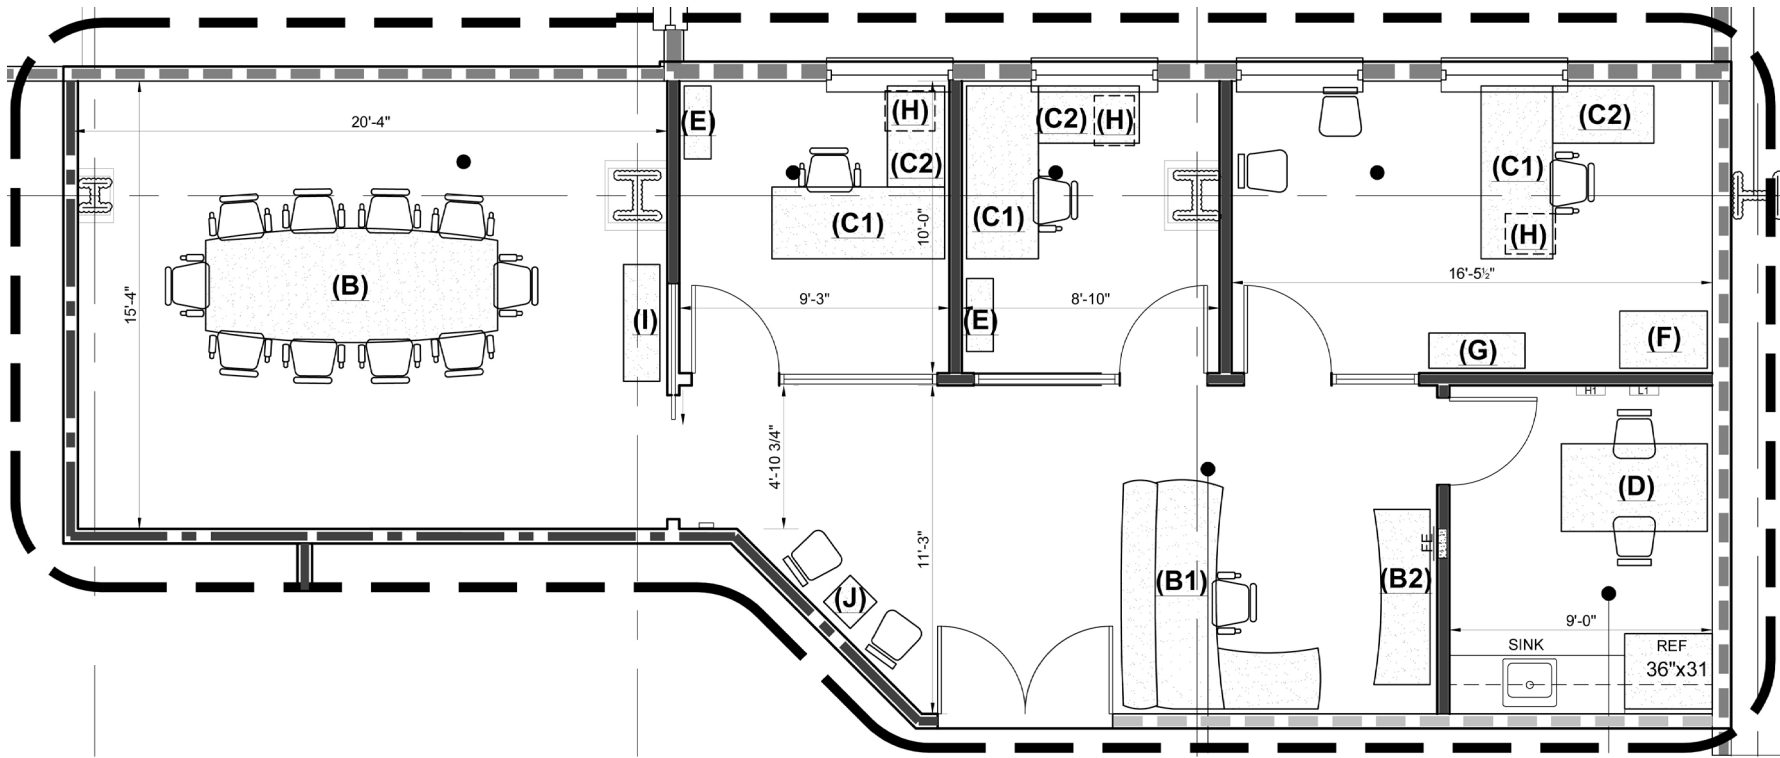 (H)
(E)
(C2)
(H)
(C2)
20'-4"
(C2)
(C1)
(C1)
(C1)
10'-0"
(H)
(B)
15'-4"
16'-5½"
9'-3"
8'-10"
(I)
(E)
(G)
(F)
H1
L1
4'-10 3/4"
(D)
11'-3"
FE
(B1)
(B2)
(J)
9'-0"
SINK
REF
36"x31